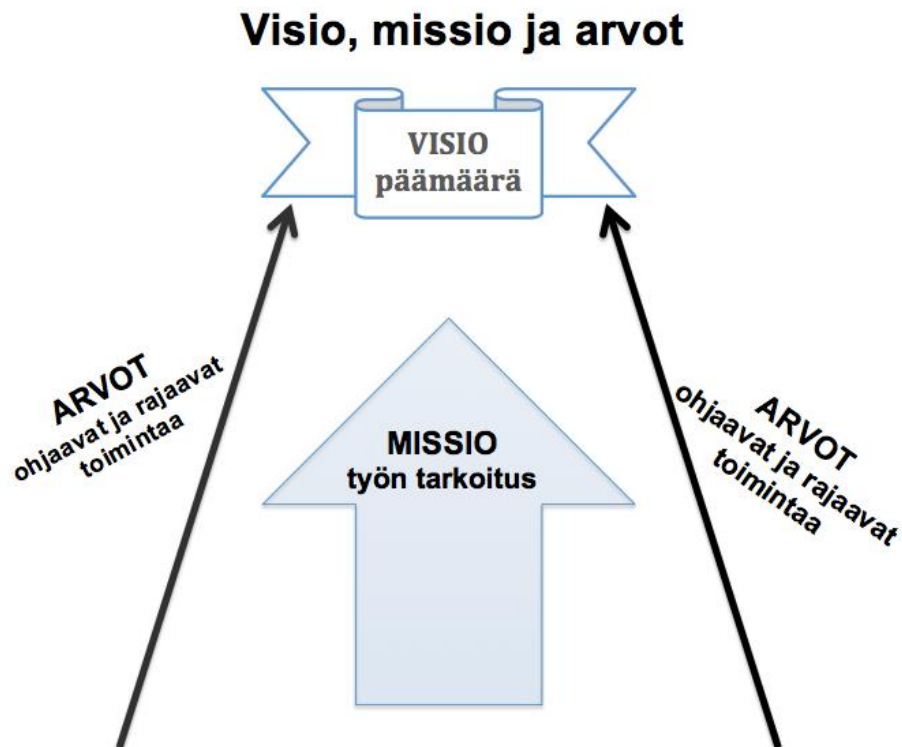 Visio, missio ja arvot
VISIO
päämäärä
ARVOT
ohjaavat ja rajaavat
toimintaa
MISSIO
työn tarkoitus
ARVOT
ohjaavat ja rajaavat
toimintaa